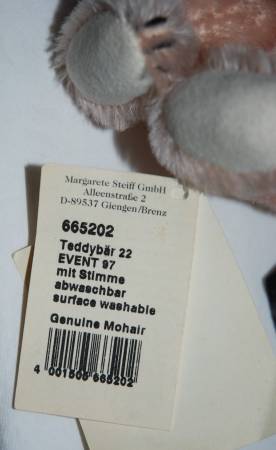 Margarete Steiff GmbH
Alleenstraße 2
D-89537 Giengen/Brenz
665202
Teddybär 22
EVENT 97
mit Stimme
abwaschbar
surface washable
Genuine Mohair
4 001505 665202